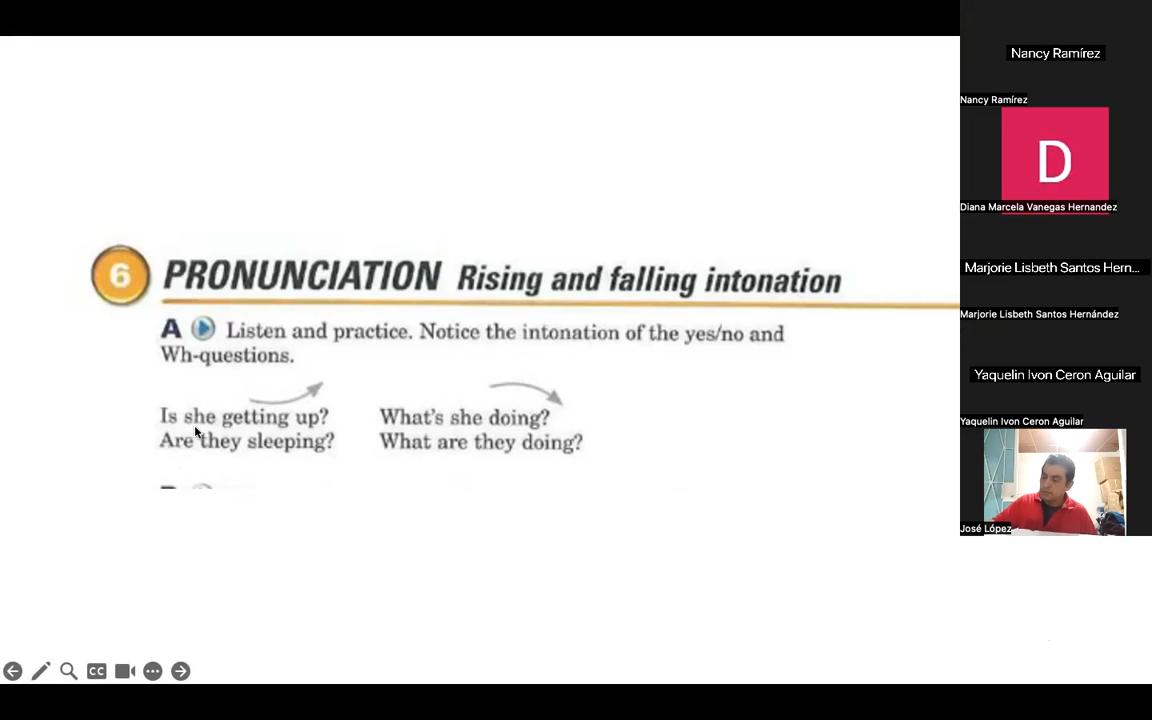 6 PRONUNCIATION Rising and falling intonation
A Listen and practice. Notice the intonation of the yes/no and
Wh-questions.
Is she getting up?
Are they sleeping?
What's she doing?
What are they doing?
CC
Nancy Ramírez
Nancy Ramírez
D
Diana Marcela Vanegas Hernandez
Marjorie Lisbeth Santos Hern...
Marjorie Lisbeth Santos Hernández
Yaquelin Ivon Ceron Aguilar
Yaquelin Ivon Ceron Aguilar
José López